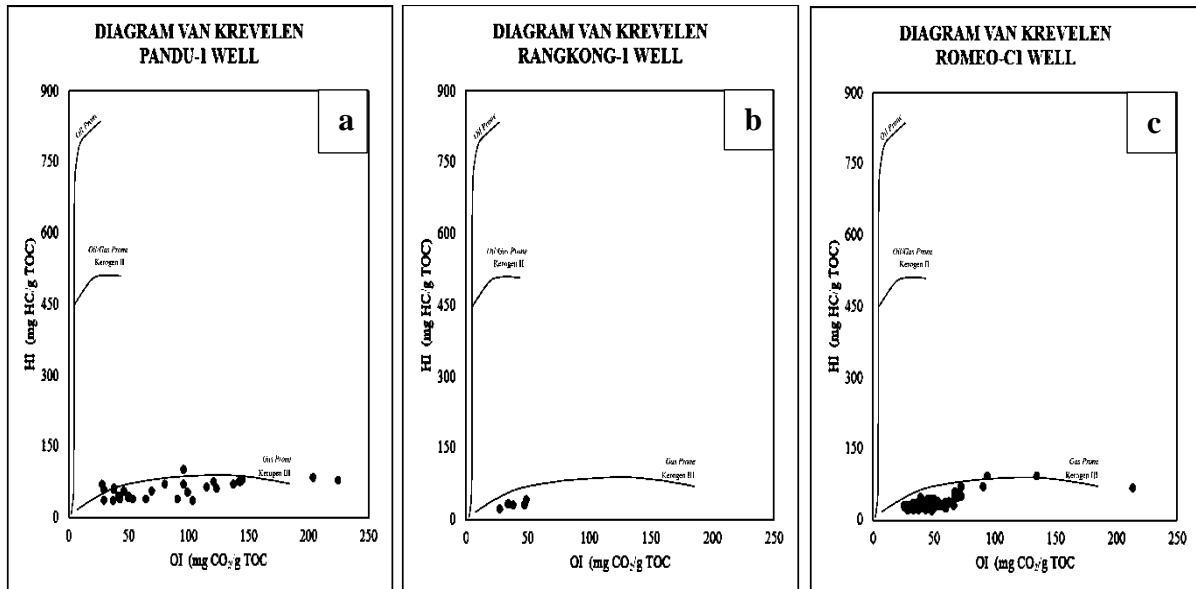 DIAGRAM VAN KREVELEN
PANDU-1 WELL
a
900
750
600
450
300
150
0
HI (mg HC/g TOC)
Oil Prone
Oil/Gas Prone
Kerogen II
Gas Prone
Kerogen III
0
50
100
150
200
250
OI (mg CO₂/g TOC
DIAGRAM VAN KREVELEN
RANGKONG-1 WELL
b
900
750
600
450
300
150
0
HI (mg HC/g TOC)
Oil Prone
Oil/Gas Prone
Kerogen II
Gas Prone
Kerogen III
0
50
100
150
200
250
OI (mg CO₂/g TOC
DIAGRAM VAN KREVELEN
ROMEO-C1 WELL
c
900
750
600
450
300
150
0
HI (mg HC/g TOC)
Oil Prone
Oil/Gas Prone
Kerogen II
Gas Prone
Kerogen III
0
50
100
150
200
250
OI (mg CO₂/g TOC